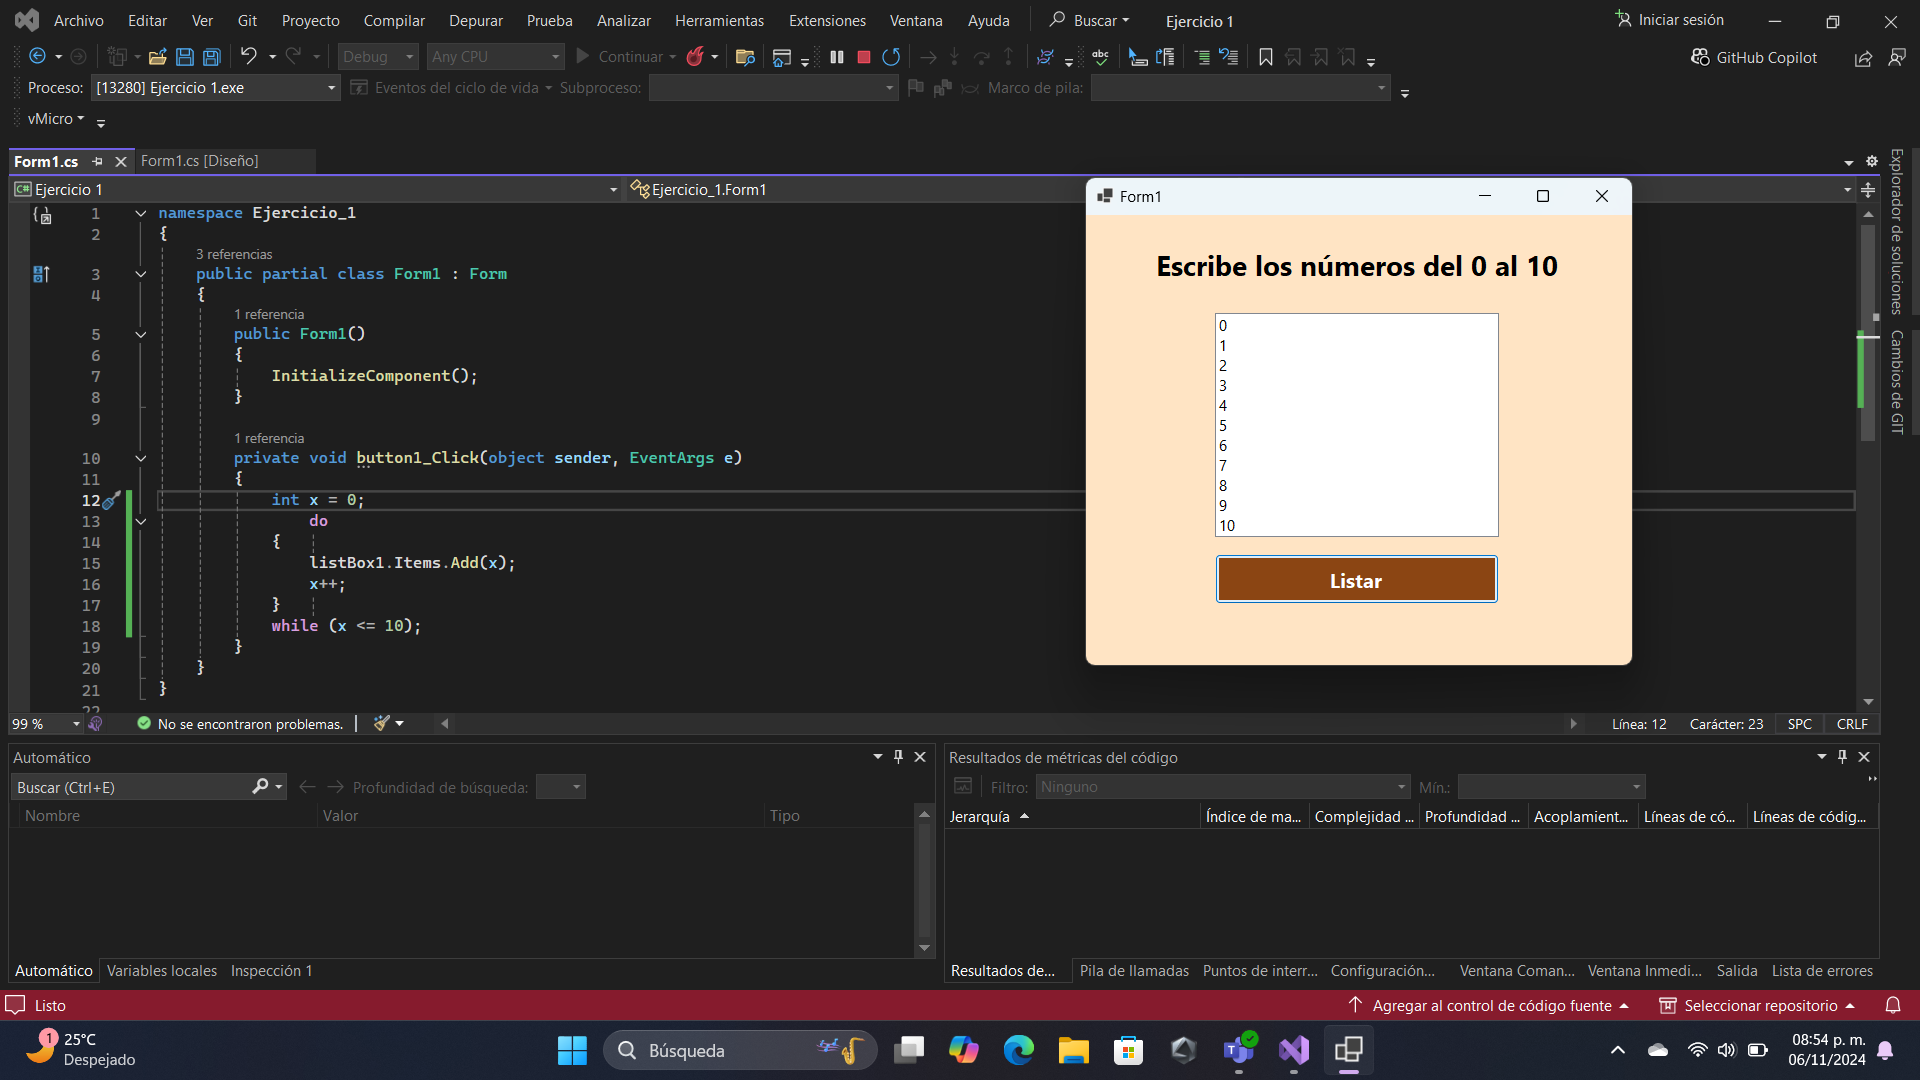 Archivo Editar Ver Git Proyecto Compilar Depurar Prueba Analizar Herramientas Extensiones Ventana Ayuda Buscar Ejercicio 1 Iniciar sesión
Debug Any CPU Continuar GitHub Copilot
Proceso: [13280] Ejercicio 1.exe Eventos del ciclo de vida Subproceso: Marco de pila:
vMicro
Form1.cs Form1.cs [Diseño]
C# Ejercicio 1 Ejercicio_1.Form1
1 namespace Ejercicio_1
2 {
3 referencias
3 public partial class Form1 : Form
4 {
1 referencia
5 public Form1()
6 {
7 InitializeComponent();
8 }
9
1 referencia
10 private void button1_Click(object sender, EventArgs e)
11 {
12 int x = 0;
13 do
14 {
15 listBox1.Items.Add(x);
16 x++;
17 }
18 while (x <= 10);
19 }
20 }
21 }
22
Form1
Escribe los números del 0 al 10
0
1
2
3
4
5
6
7
8
9
10
Listar
Explorador de soluciones
Cambios de GIT
99 % No se encontraron problemas. Línea: 12 Carácter: 23 SPC CRLF
Automático
Buscar (Ctrl+E) Profundidad de búsqueda:
Nombre Valor Tipo
Automático Variables locales Inspección 1
Resultados de métricas del código
Filtro: Ninguno Mín.:
Jerarquía Índice de ma... Complejidad ... Profundidad ... Acoplamient... Líneas de có... Líneas de códig...
Resultados de... Pila de llamadas Puntos de interr... Configuración... Ventana Coman... Ventana Inmedi... Salida Lista de errores
Listo Agregar al control de código fuente Seleccionar repositorio
1 25°C
Despejado
Búsqueda
08:54 p. m.
06/11/2024